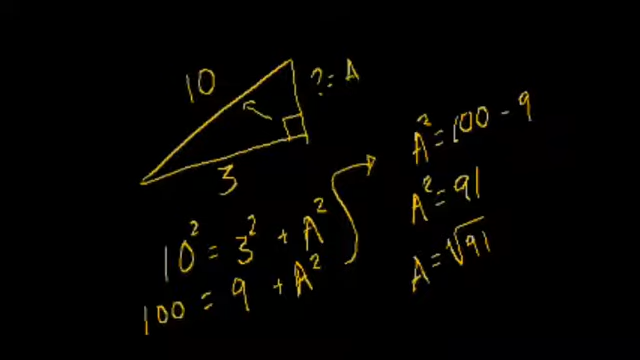 10
? = A
3
10² = 3² + A²
100 = 9 + A²
A² = 100 - 9
A² = 91
A = √91